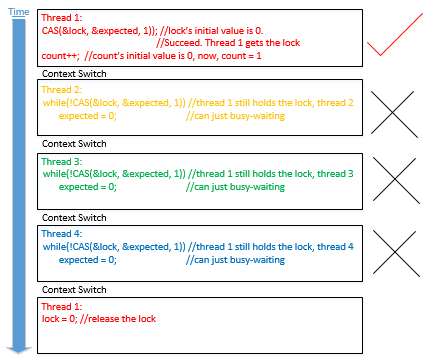 Time
Thread 1:
CAS(&lock, &expected, 1)); //lock's initial value is 0.
//Succeed. Thread 1 gets the lock
count++;  //count's initial value is 0, now, count = 1
Context Switch
Thread 2:
while(!CAS(&lock, &expected, 1)) //thread 1 still holds the lock, thread 2
expected = 0; //can just busy-waiting
Context Switch
Thread 3:
while(!CAS(&lock, &expected, 1)) //thread 1 still holds the lock, thread 3
expected = 0; //can just busy-waiting
Context Switch
Thread 4:
while(!CAS(&lock, &expected, 1)) //thread 1 still holds the lock, thread 4
expected = 0; //can just busy-waiting
Context Switch
Thread 1:
lock = 0; //release the lock